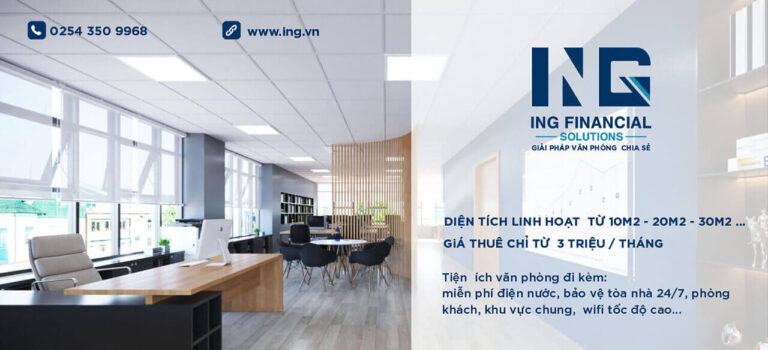 0254 350 9968
www.ing.vn
ING
ING FINANCIAL
SOLUTIONS
GIẢI PHÁP VĂN PHÒNG CHIA SẺ
DIỆN TÍCH LINH HOẠT TỪ 10M2 - 20M2 - 30M2 ...
GIÁ THUÊ CHỈ TỪ 3 TRIỆU / THÁNG
Tiện ích văn phòng đi kèm:
miễn phí điện nước, bảo vệ tòa nhà 24/7, phòng
khách, khu vực chung, wifi tốc độ cao...